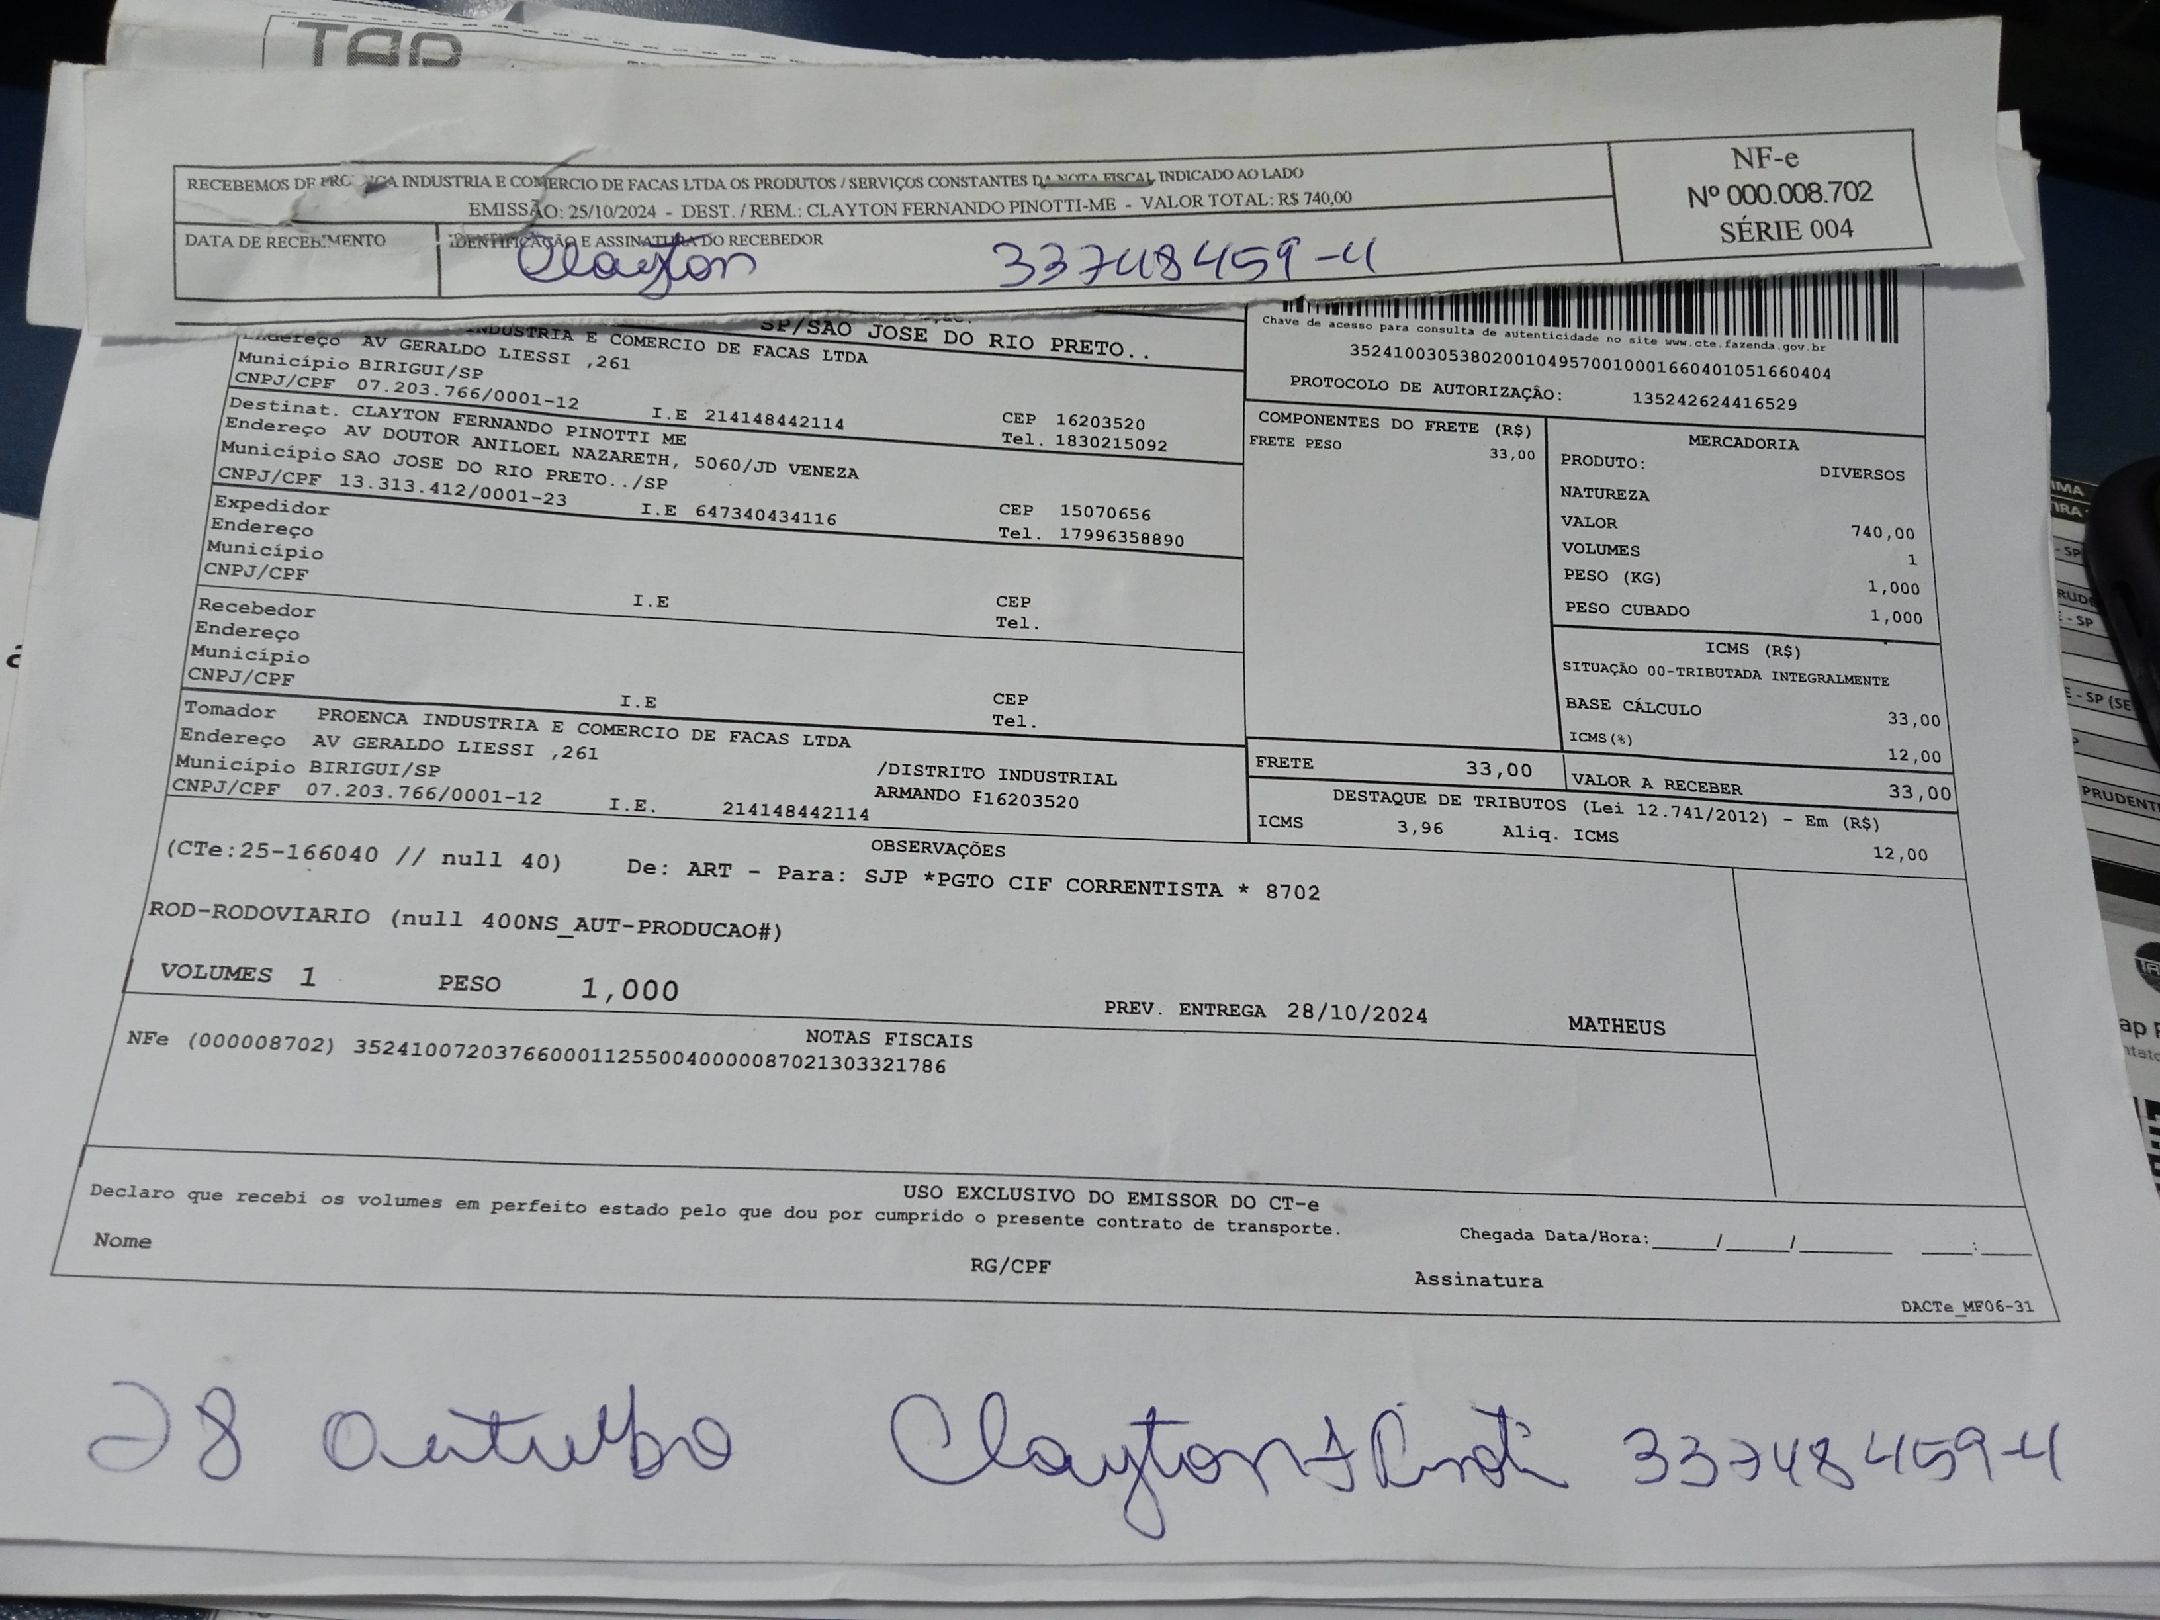 TAP
RECEBEMOS DE PROENCA INDUSTRIA E COMERCIO DE FACAS LTDA OS PRODUTOS / SERVIÇOS CONSTANTES DA NOTA FISCAL INDICADO AO LADO
EMISSÃO: 25/10/2024 - DEST. / REM.: CLAYTON FERNANDO PINOTTI-ME - VALOR TOTAL: R$ 740,00
NF-e
Nº 000.008.702
SÉRIE 004
DATA DE RECEBIMENTO
IDENTIFICAÇÃO E ASSINATURA DO RECEBEDOR
Clayton 33748459-4
SP/SAO JOSE DO RIO PRETO..
INDUSTRIA E COMERCIO DE FACAS LTDA
Endereço AV GERALDO LIESSI ,261
Município BIRIGUI/SP CEP 16203520
CNPJ/CPF 07.203.766/0001-12 I.E 214148442114 Tel. 1830215092
Destinat. CLAYTON FERNANDO PINOTTI ME
Endereço AV DOUTOR ANILOEL NAZARETH, 5060/JD VENEZA
Município SAO JOSE DO RIO PRETO../SP CEP 15070656
CNPJ/CPF 13.313.412/0001-23 I.E 647340434116 Tel. 17996358890
Expedidor
Endereço
Município CEP
CNPJ/CPF I.E Tel.
Recebedor
Endereço
Município CEP
CNPJ/CPF I.E Tel.
Tomador PROENCA INDUSTRIA E COMERCIO DE FACAS LTDA
Endereço AV GERALDO LIESSI ,261 /DISTRITO INDUSTRIAL
Município BIRIGUI/SP ARMANDO F16203520
CNPJ/CPF 07.203.766/0001-12 I.E. 214148442114
Chave de acesso para consulta de autenticidade no site www.cte.fazenda.gov.br
35241003053802001049570010001660401051660404
PROTOCOLO DE AUTORIZAÇÃO: 135242624416529
COMPONENTES DO FRETE (R$)
FRETE PESO 33,00
MERCADORIA
PRODUTO: DIVERSOS
NATUREZA
VALOR 740,00
VOLUMES 1
PESO (KG) 1,000
PESO CUBADO 1,000
ICMS (R$)
SITUAÇÃO 00-TRIBUTADA INTEGRALMENTE
BASE CÁLCULO 33,00
ICMS(%) 12,00
FRETE 33,00 VALOR A RECEBER 33,00
DESTAQUE DE TRIBUTOS (Lei 12.741/2012) - Em (R$)
ICMS 3,96 Aliq. ICMS 12,00
OBSERVAÇÕES
(CTe:25-166040 // null 40) De: ART - Para: SJP *PGTO CIF CORRENTISTA * 8702
ROD-RODOVIARIO (null 400NS_AUT-PRODUCAO#)
VOLUMES 1 PESO 1,000 PREV. ENTREGA 28/10/2024 MATHEUS
NOTAS FISCAIS
NFe (000008702) 35241007203766000112550040000087021303321786
USO EXCLUSIVO DO EMISSOR DO CT-e
Declaro que recebi os volumes em perfeito estado pelo que dou por cumprido o presente contrato de transporte.
Chegada Data/Hora:_____/_____/_______ ____:____
Nome RG/CPF Assinatura
DACTe_MF06-31
28 Outubro Clayton F Pinotti 33748459-4